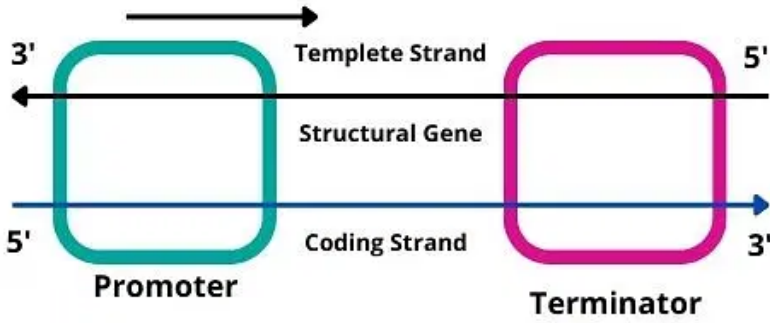 3'
Templete Strand
5'
Structural Gene
5'
Coding Strand
3'
Promoter
Terminator